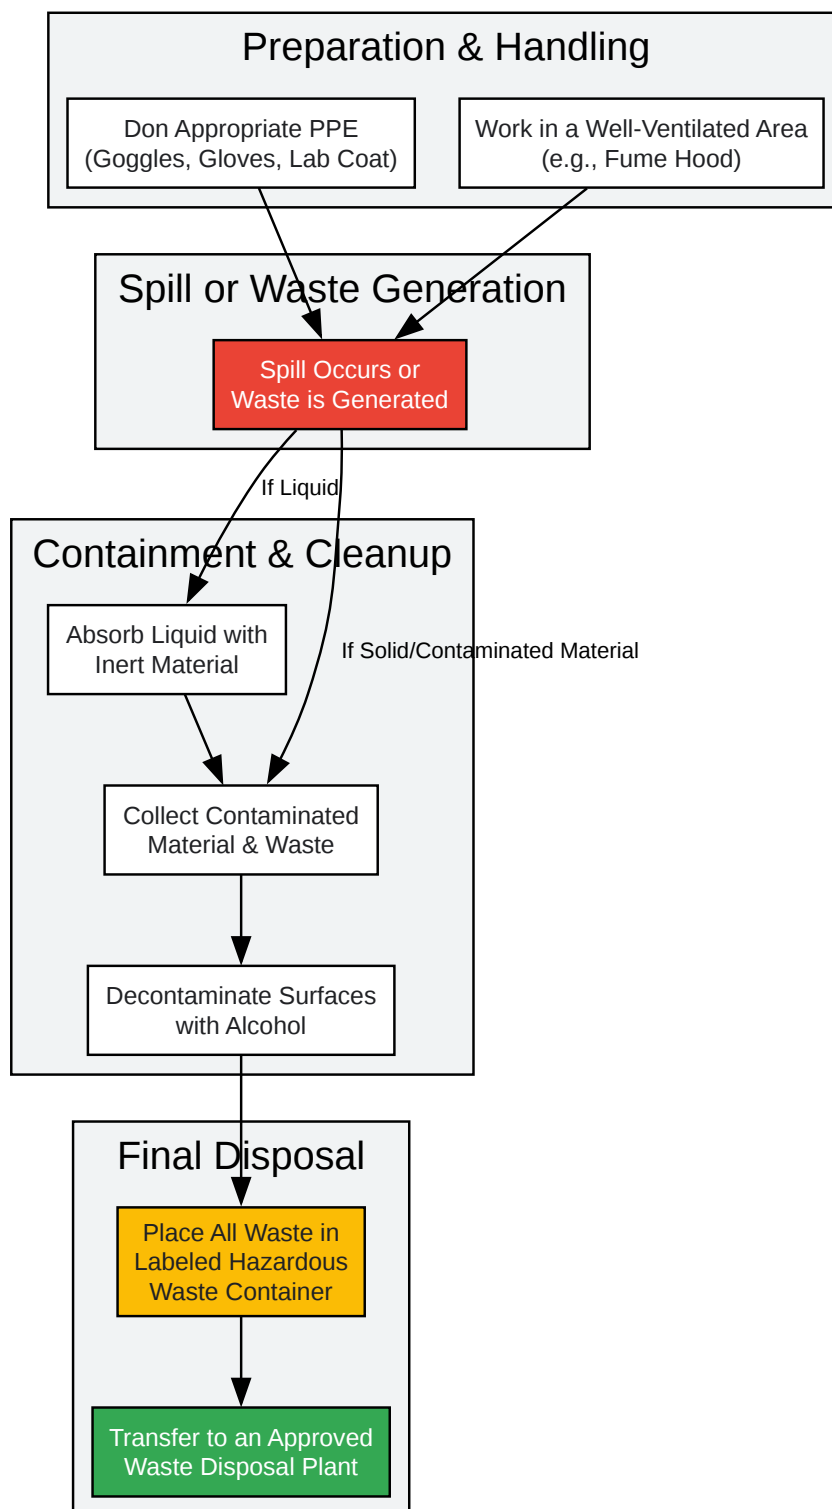 Preparation & Handling
Don Appropriate PPE
(Goggles, Gloves, Lab Coat)
Work in a Well-Ventilated Area
(e.g., Fume Hood)
Spill or Waste Generation
Spill Occurs or
Waste is Generated
If Liquid
Containment & Cleanup
Absorb Liquid with
Inert Material
If Solid/Contaminated Material
Collect Contaminated
Material & Waste
Decontaminate Surfaces
with Alcohol
Final Disposal
Place All Waste in
Labeled Hazardous
Waste Container
Transfer to an Approved
Waste Disposal Plant